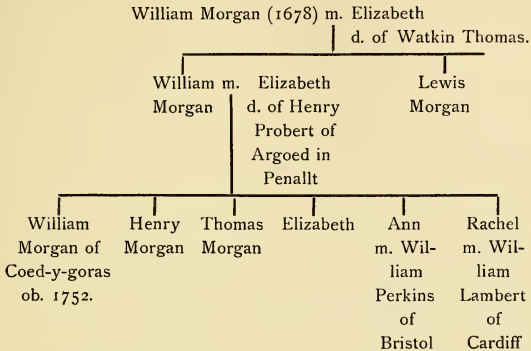 William Morgan (1678) m. Elizabeth
d. of Watkin Thomas.
William m. Elizabeth
Morgan d. of Henry
Probert of
Argoed in
Penallt
Lewis
Morgan
William
Morgan of
Coed-y-goras
ob. 1752.
Henry
Morgan
Thomas
Morgan
Elizabeth
Ann
m. Wil-
liam
Perkins
of
Bristol
Rachel
m. Wil-
liam
Lambert
of
Cardiff